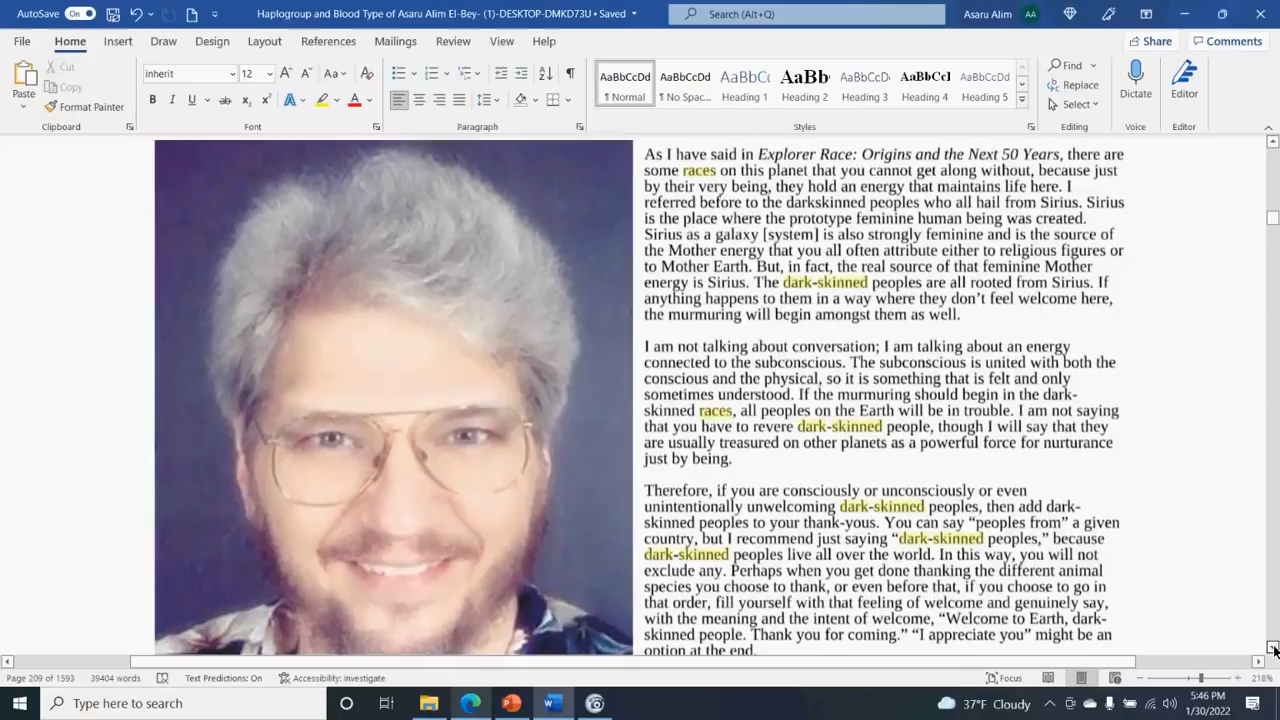 AutoSave On Haplogroup and Blood Type of Asaru Alim El-Bey- (1)-DESKTOP-DMKD73U • Saved Search (Alt+Q) Asaru Alim AA
File Home Insert Draw Design Layout References Mailings Review View Help Share Comments
Paste Cut Copy Format Painter
inherit 12
AaBbCcDd AaBbCcDd AaBbCc AaBb AaBbCcDd AaBbCcI AaBbCcDd
¶ Normal ¶ No Spac... Heading 1 Heading 2 Heading 3 Heading 4 Heading 5
Find Replace Select Dictate Editor
Clipboard Font Paragraph Styles Editing Voice Editor
As I have said in Explorer Race: Origins and the Next 50 Years, there are
some races on this planet that you cannot get along without, because just
by their very being, they hold an energy that maintains life here. I
referred before to the darkskinned peoples who all hail from Sirius. Sirius
is the place where the prototype feminine human being was created.
Sirius as a galaxy [system] is also strongly feminine and is the source of
the Mother energy that you all often attribute either to religious figures or
to Mother Earth. But, in fact, the real source of that feminine Mother
energy is Sirius. The dark-skinned peoples are all rooted from Sirius. If
anything happens to them in a way where they don't feel welcome here,
the murmuring will begin amongst them as well.
I am not talking about conversation; I am talking about an energy
connected to the subconscious. The subconscious is united with both the
conscious and the physical, so it is something that is felt and only
sometimes understood. If the murmuring should begin in the dark-
skinned races, all peoples on the Earth will be in trouble. I am not saying
that you have to revere dark-skinned people, though I will say that they
are usually treasured on other planets as a powerful force for nurturance
just by being.
Therefore, if you are consciously or unconsciously or even
unintentionally unwelcoming dark-skinned peoples, then add dark-
skinned peoples to your thank-yous. You can say “peoples from” a given
country, but I recommend just saying “dark-skinned peoples,” because
dark-skinned peoples live all over the world. In this way, you will not
exclude any. Perhaps when you get done thanking the different animal
species you choose to thank, or even before that, if you choose to go in
that order, fill yourself with that feeling of welcome and genuinely say,
with the meaning and the intent of welcome, “Welcome to Earth, dark-
skinned people. Thank you for coming.” “I appreciate you” might be an
option at the end.
Page 209 of 1593 39404 words Text Predictions: On Accessibility: Investigate Focus 218%
Type here to search 37°F Cloudy 5:46 PM
1/30/2022